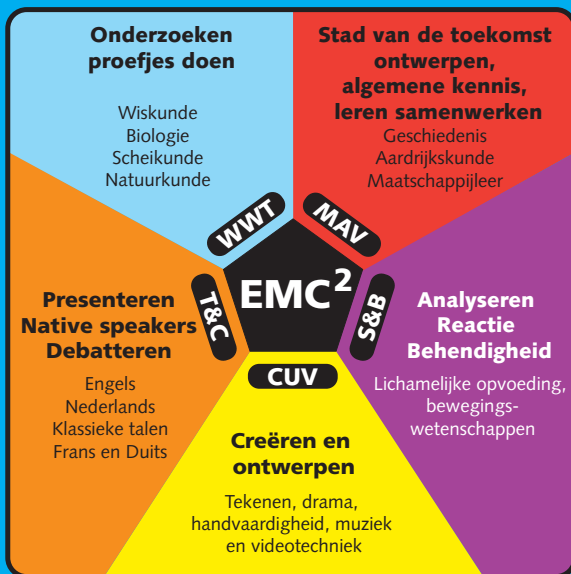 Onderzoeken
proefjes doen
Wiskunde
Biologie
Scheikunde
Natuurkunde
WWT
Stad van de toekomst
ontwerpen,
algemene kennis,
leren samenwerken
Geschiedenis
Aardrijkskunde
Maatschappijleer
MAV
EMC²
Presenteren
Native speakers
Debatteren
Engels
Nederlands
Klassieke talen
Frans en Duits
T&C
Analyseren
Reactie
Behendigheid
Lichamelijke opvoeding,
bewegings-
wetenschappen
S&B
CUV
Creëren en
ontwerpen
Tekenen, drama,
handvaardigheid, muziek
en videotechniek